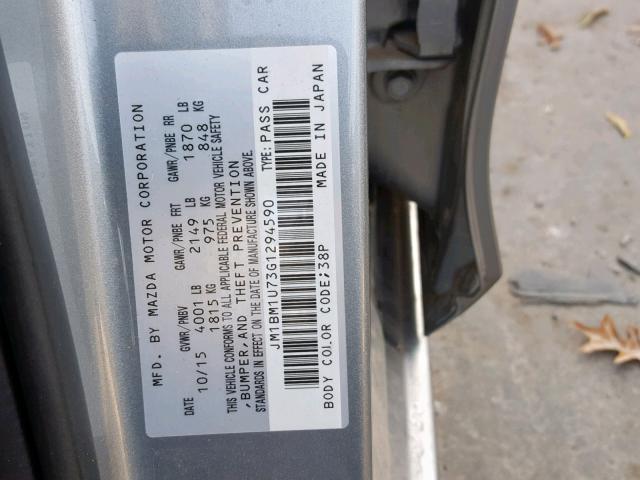 MFD. BY MAZDA MOTOR CORPORATION
DATE GVWR/PNBV GAWR/PNBE FRT GAWR/PNBE RR
10/15 4001 LB 2149 LB 1870 LB
1815 KG 975 KG 848 KG
THIS VEHICLE CONFORMS TO ALL APPLICABLE FEDERAL MOTOR VEHICLE SAFETY
,BUMPER,AND THEFT PREVENTION
STANDARDS IN EFFECT ON THE DATE OF MANUFACTURE SHOWN ABOVE.
JM1BM1U73G1294590 TYPE: PASS CAR
BODY COLOR CODE:38P MADE IN JAPAN